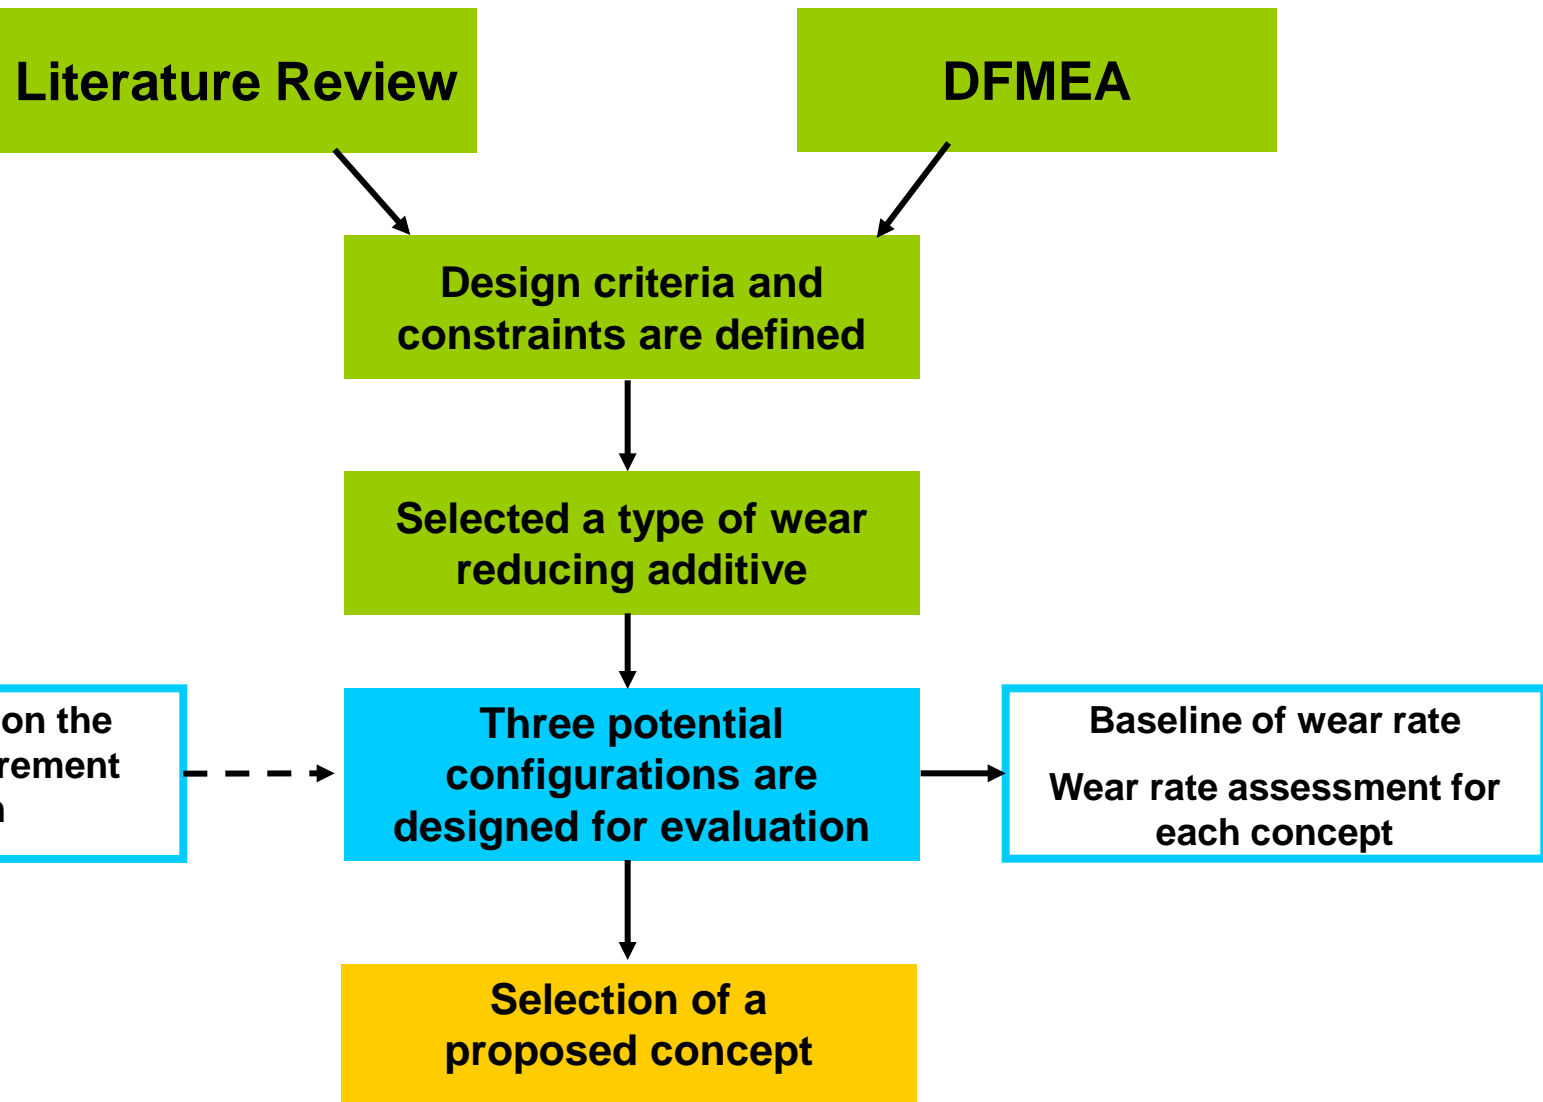 Literature Review
DFMEA
Design criteria and
constraints are defined
Selected a type of wear
reducing additive
on the
Three potential
configurations are
designed for evaluation
Baseline of wear rate
Wear rate assessment for
each concept
Selection of a
proposed concept